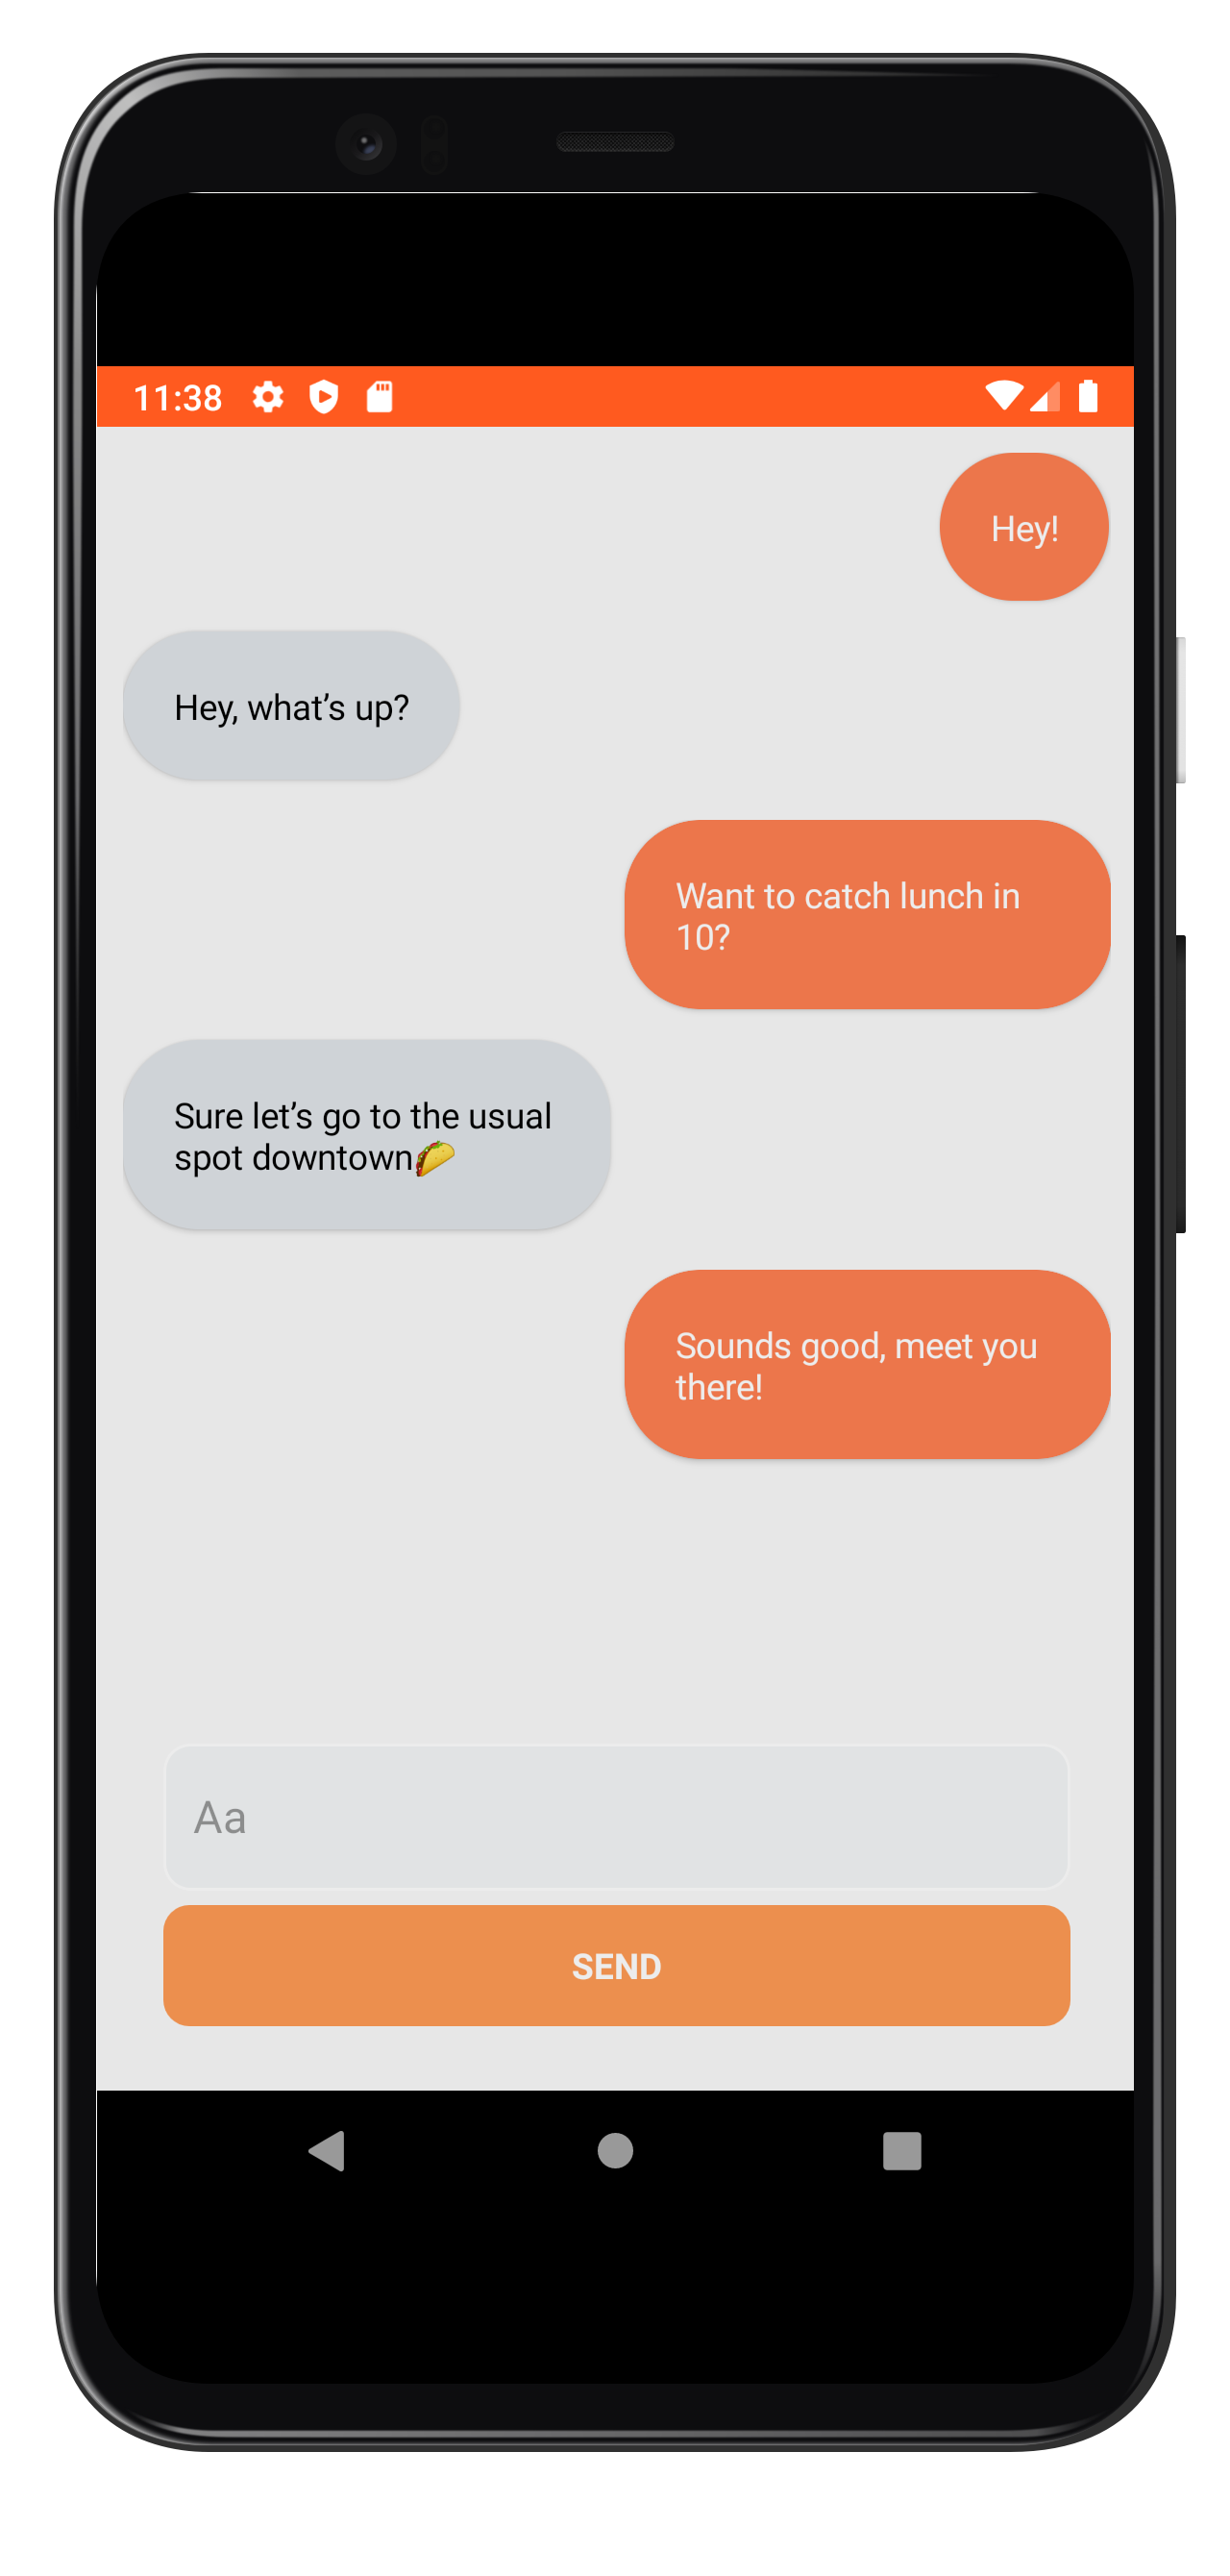 11:38
Hey!
Hey, what’s up?
Want to catch lunch in
10?
Sure let’s go to the usual
spot downtown🌮
Sounds good, meet you
there!
Aa
SEND